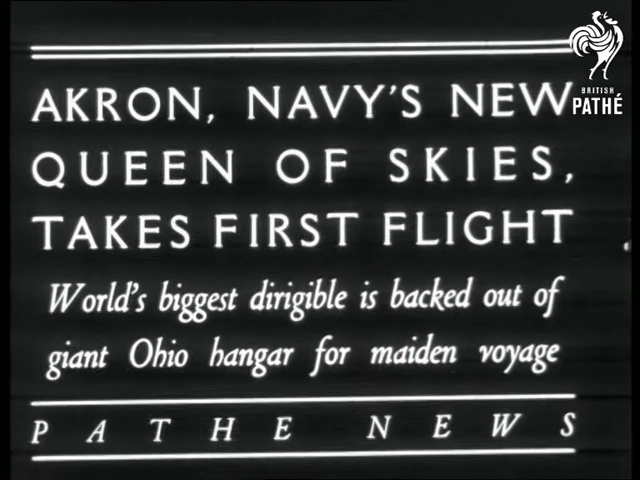 BRITISH
PATHÉ
AKRON, NAVY'S NEW
QUEEN OF SKIES,
TAKES FIRST FLIGHT
World's biggest dirigible is backed out of
giant Ohio hangar for maiden voyage
PATHE NEWS